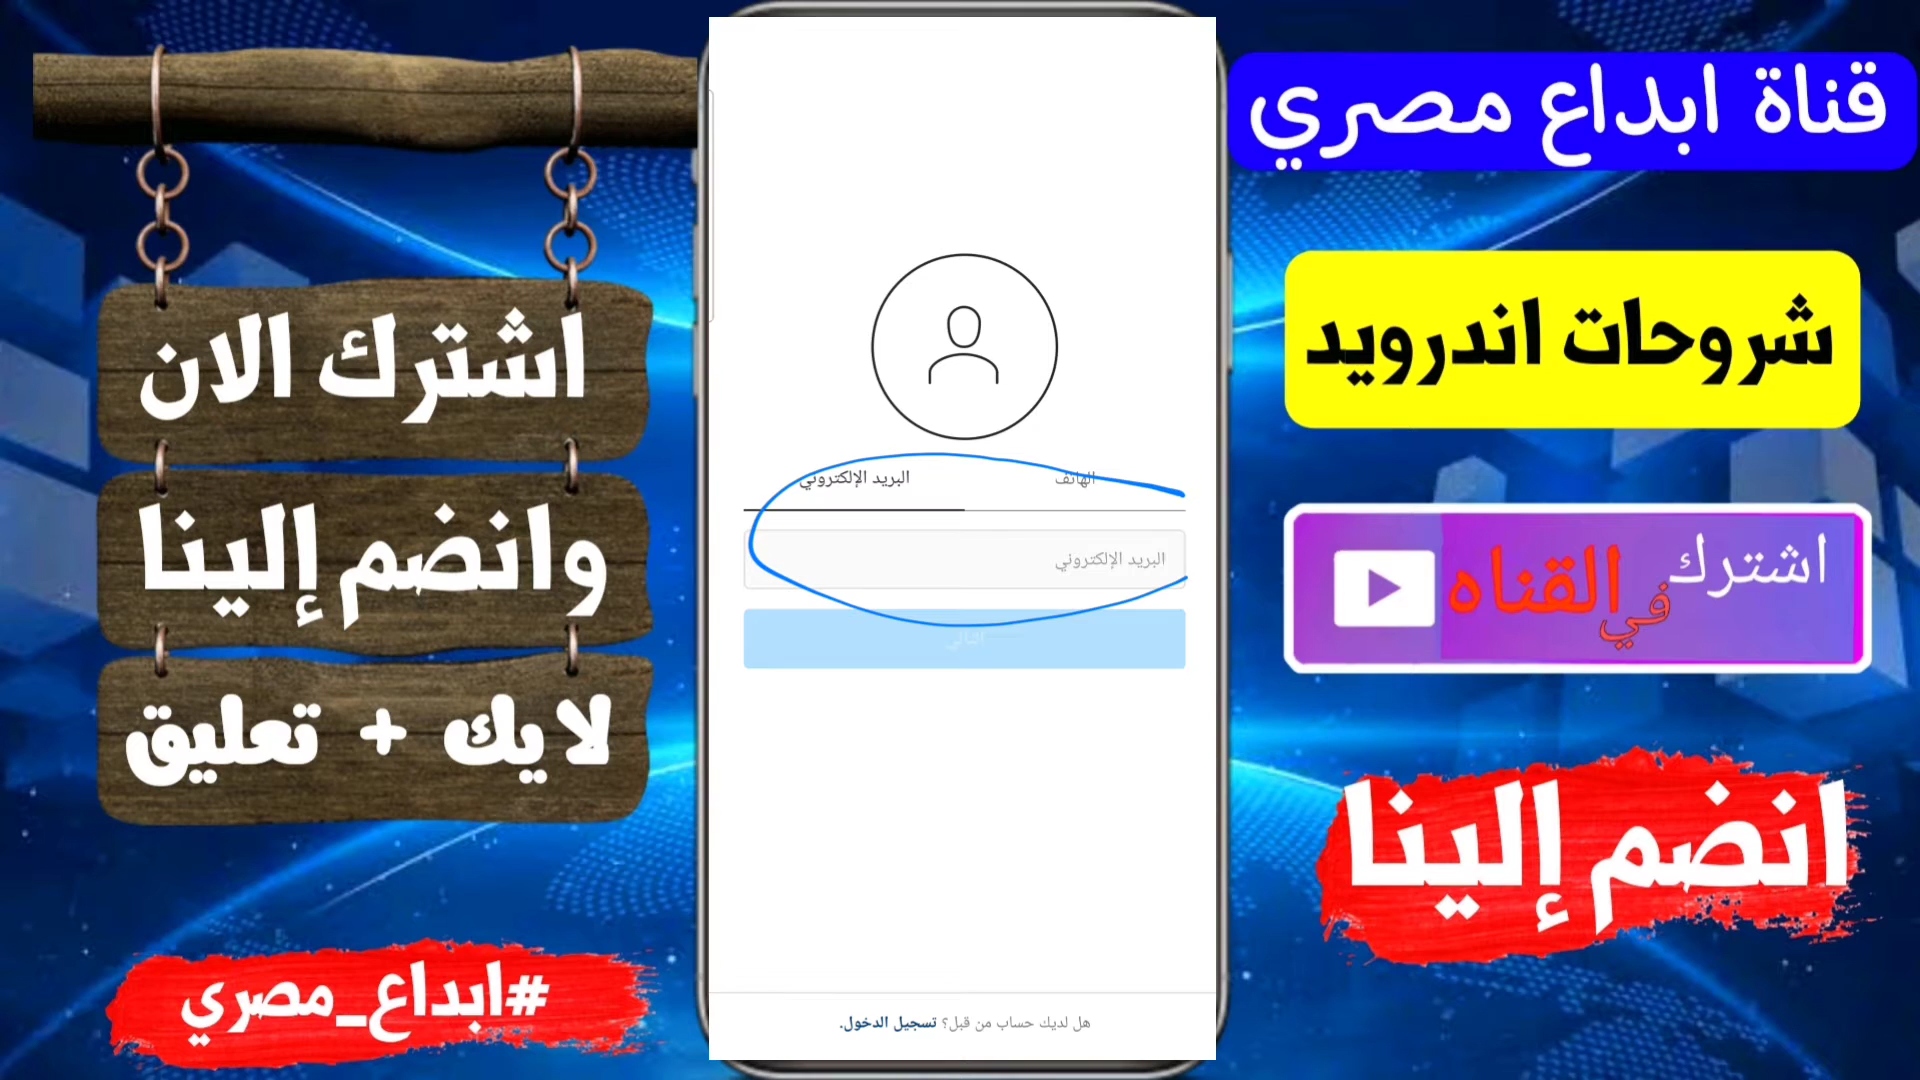 اشترك الان
وانضم إلينا
لايك + تعليق
#ابداع_مصري
الهاتف
البريد الإلكتروني
البريد الإلكتروني
التالي
هل لديك حساب من قبل؟ تسجيل الدخول.
قناة ابداع مصري
شروحات اندرويد
اشترك في القناه
انضم إلينا